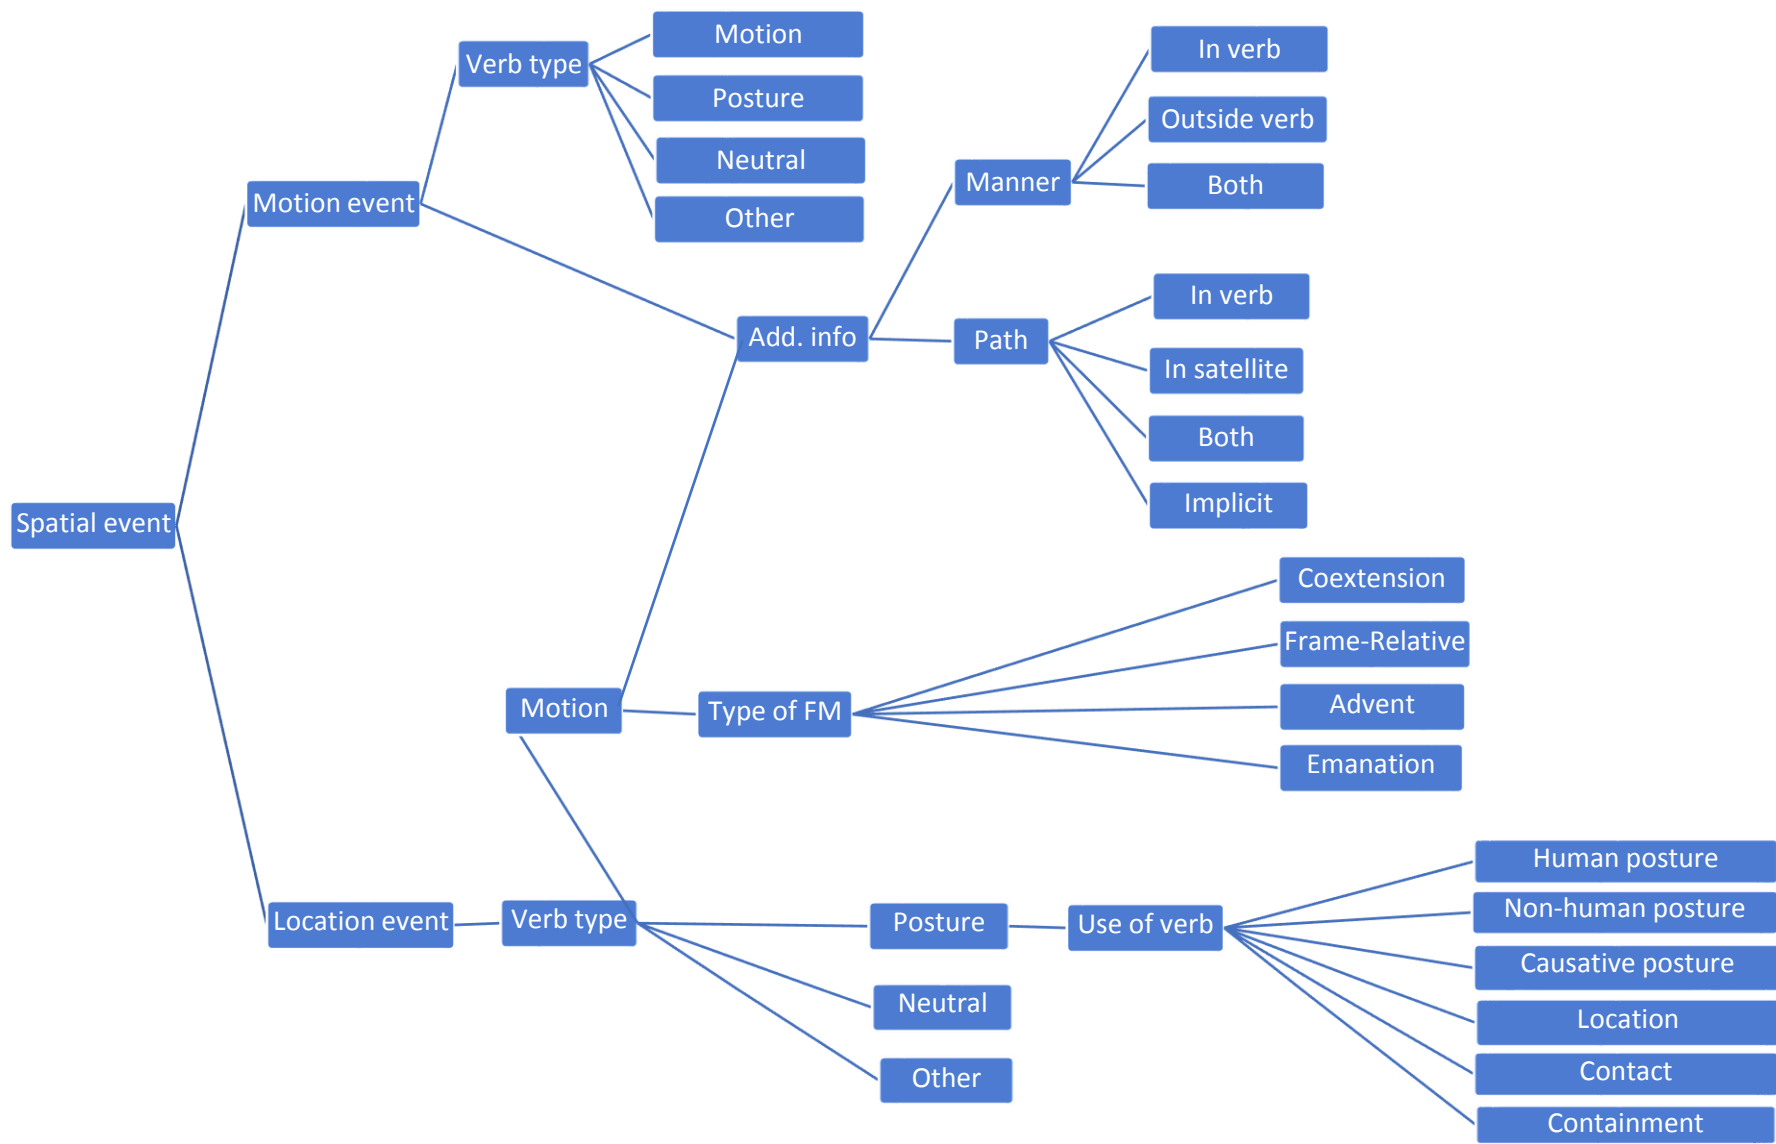 Motion
Verb type
Posture
Neutral
Other
Motion event
In verb
Outside verb
Manner
Both
In verb
Add. info
Path
In satellite
Both
Implicit
Spatial event
Coextension
Frame-Relative
Motion
Type of FM
Advent
Emanation
Human posture
Location event
Verb type
Posture
Use of verb
Non-human posture
Causative posture
Neutral
Location
Other
Contact
Containment